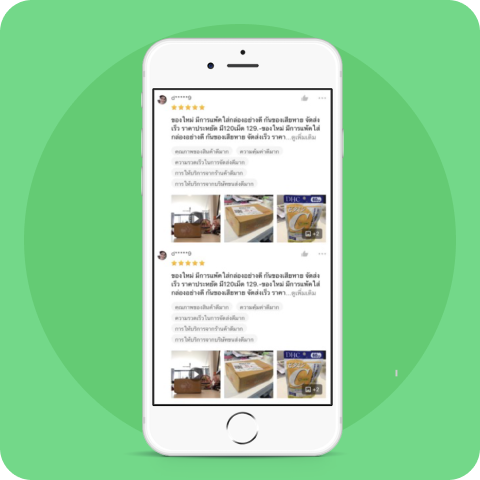 d*****9
ของใหม่ มีการแพ็คใส่กล่องอย่างดี กันของเสียหาย จัดส่ง
เร็ว ราคาประหยัด มี120เม็ด 129.-ของใหม่ มีการแพ็คใส่
กล่องอย่างดี กันของเสียหาย จัดส่งเร็ว ราคา...ดูเพิ่มเติม
คุณภาพของสินค้าดีมาก ความคุ้มค่าดีมาก
ความรวดเร็วในการจัดส่งดีมาก
การให้บริการจากร้านค้าดีมาก
การให้บริการจากบริษัทขนส่งดีมาก
DHC
+2
d*****9
ของใหม่ มีการแพ็คใส่กล่องอย่างดี กันของเสียหาย จัดส่ง
เร็ว ราคาประหยัด มี120เม็ด 129.-ของใหม่ มีการแพ็คใส่
กล่องอย่างดี กันของเสียหาย จัดส่งเร็ว ราคา...ดูเพิ่มเติม
คุณภาพของสินค้าดีมาก ความคุ้มค่าดีมาก
ความรวดเร็วในการจัดส่งดีมาก
การให้บริการจากร้านค้าดีมาก
การให้บริการจากบริษัทขนส่งดีมาก
DHC
+2